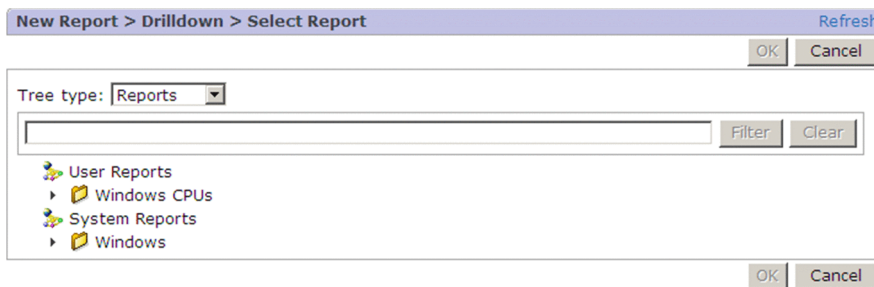 New Report > Drilldown > Select Report Refresh
OK Cancel
Tree type: Reports
Filter Clear
User Reports
Windows CPUs
System Reports
Windows
OK Cancel